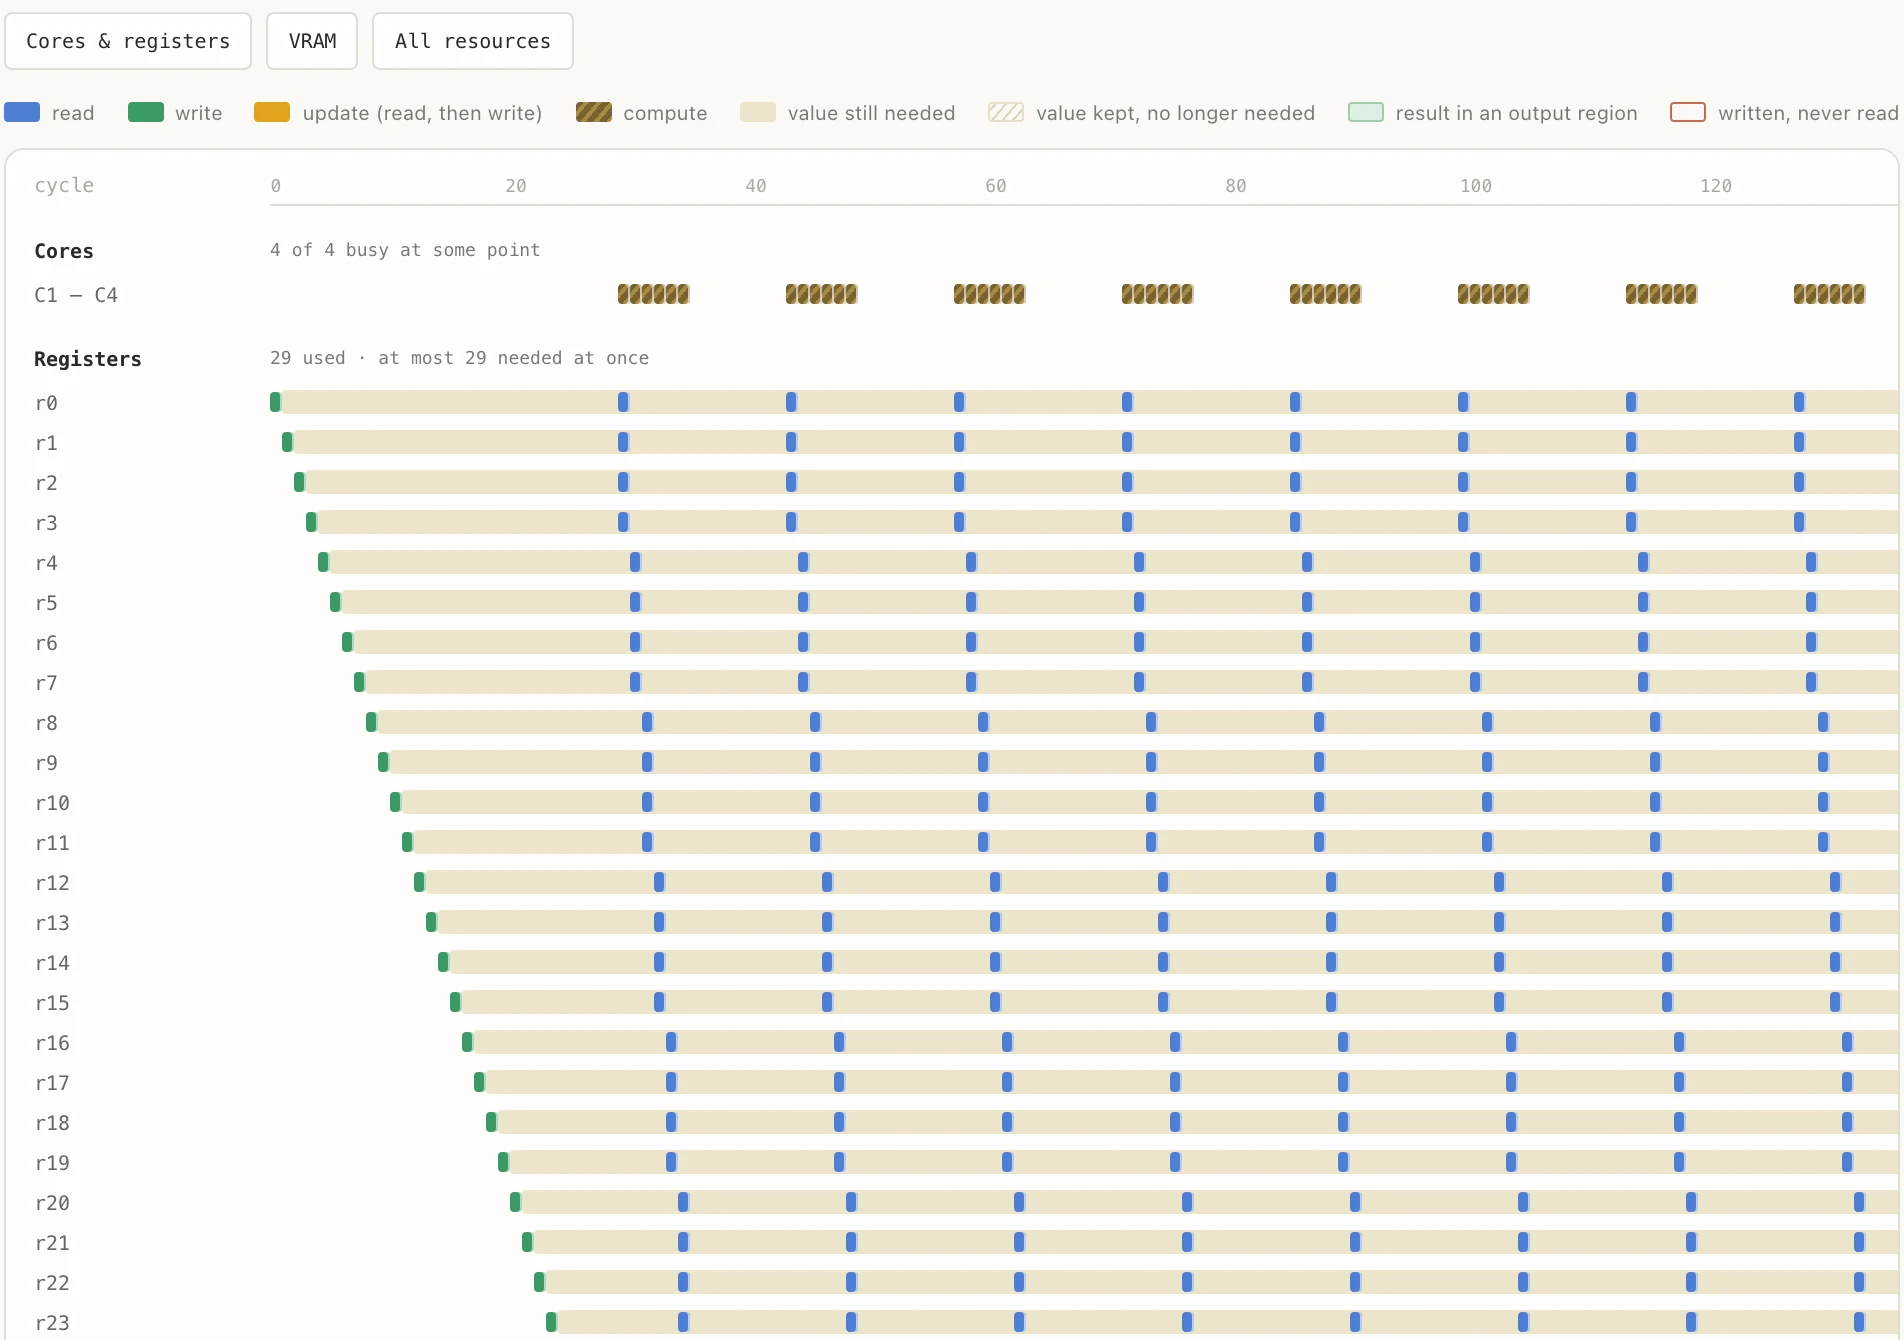 Cores & registers VRAM All resources
read write update (read, then write) compute value still needed value kept, no longer needed result in an output region written, never read
cycle 0 20 40 60 80 100 120
Cores 4 of 4 busy at some point
C1 – C4
Registers 29 used · at most 29 needed at once
r0
r1
r2
r3
r4
r5
r6
r7
r8
r9
r10
r11
r12
r13
r14
r15
r16
r17
r18
r19
r20
r21
r22
r23